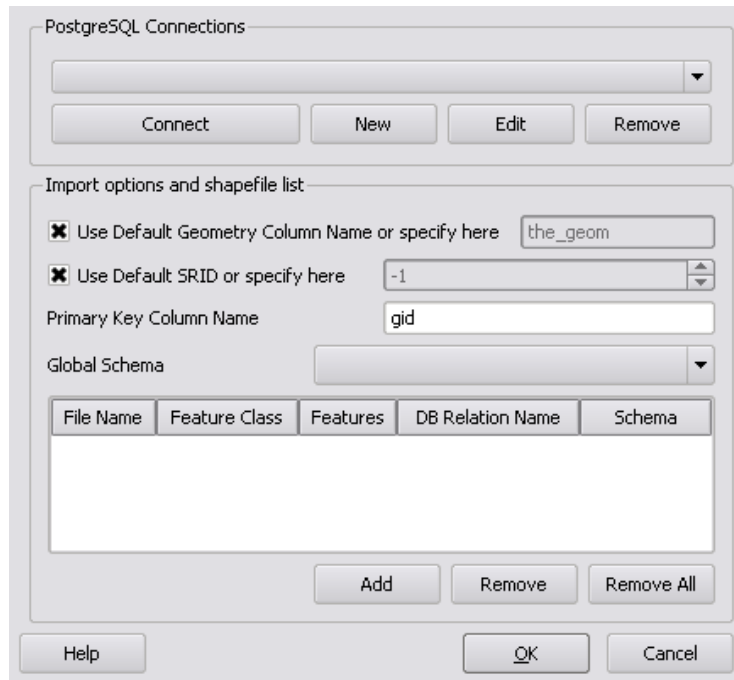 PostgreSQL Connections
Connect New Edit Remove
Import options and shapefile list
Use Default Geometry Column Name or specify here the_geom
Use Default SRID or specify here -1
Primary Key Column Name gid
Global Schema
File Name Feature Class Features DB Relation Name Schema
Add Remove Remove All
Help OK Cancel